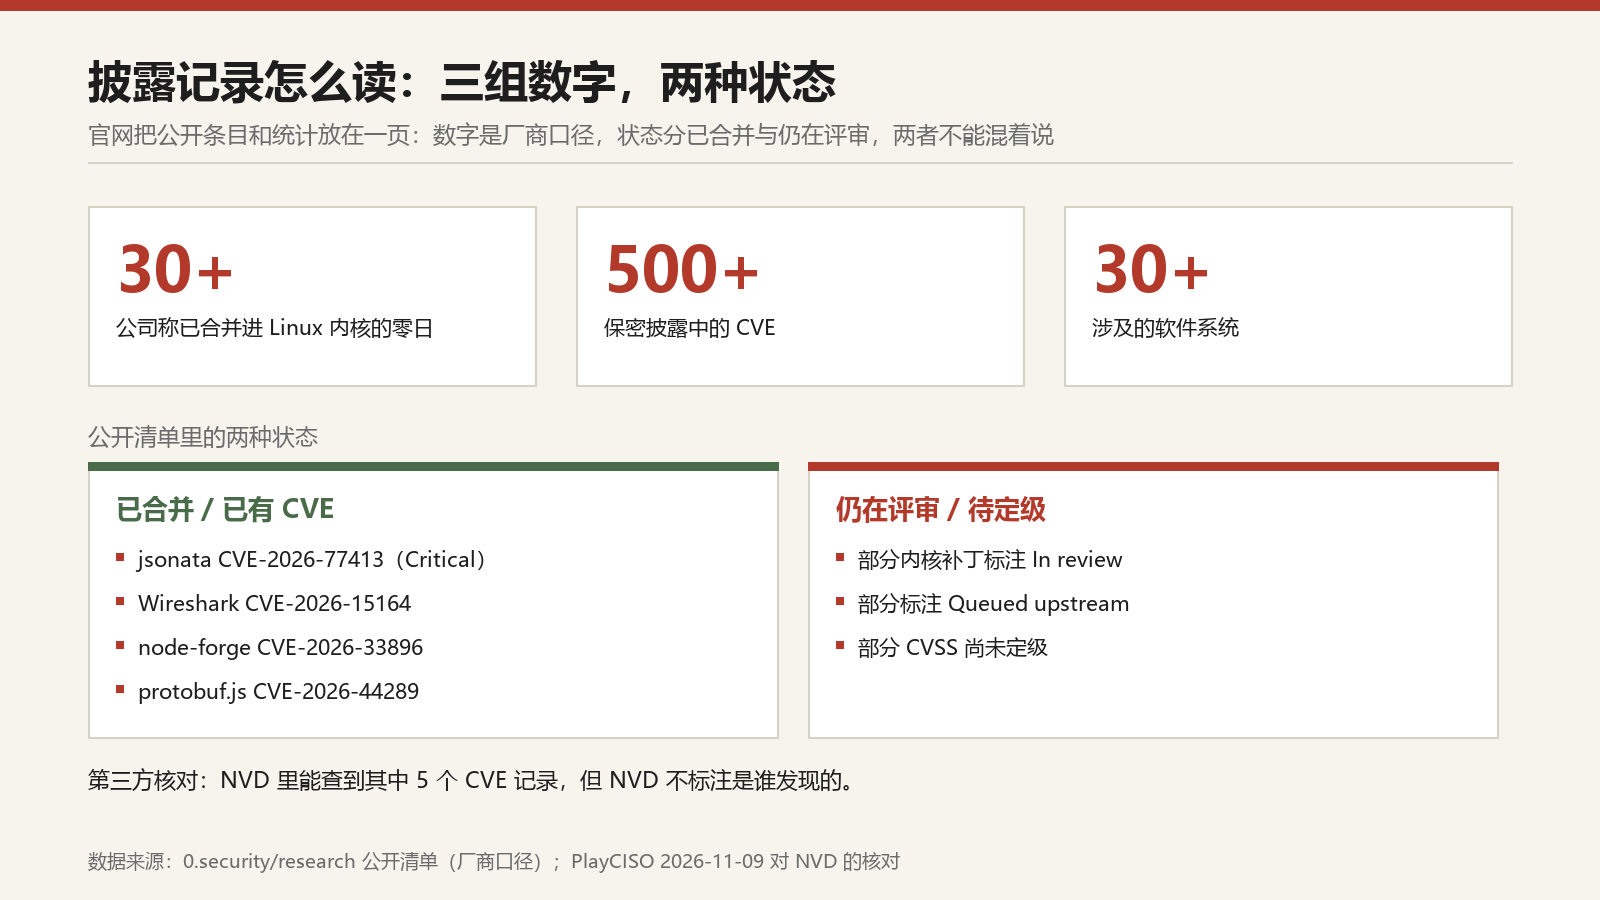 披露记录怎么读：三组数字，两种状态
官网把公开条目和统计放在一页：数字是厂商口径，状态分已合并与仍在评审，两者不能混着说
30+
公司称已合并进 Linux 内核的零日
500+
保密披露中的 CVE
30+
涉及的软件系统
公开清单里的两种状态
已合并 / 已有 CVE
jsonata CVE-2026-77413（Critical）
Wireshark CVE-2026-15164
node-forge CVE-2026-33896
protobuf.js CVE-2026-44289
仍在评审 / 待定级
部分内核补丁标注 In review
部分标注 Queued upstream
部分 CVSS 尚未定级
第三方核对：NVD 里能查到其中 5 个 CVE 记录，但 NVD 不标注是谁发现的。
数据来源：0.security/research 公开清单（厂商口径）；PlayCISO 2026-11-09 对 NVD 的核对